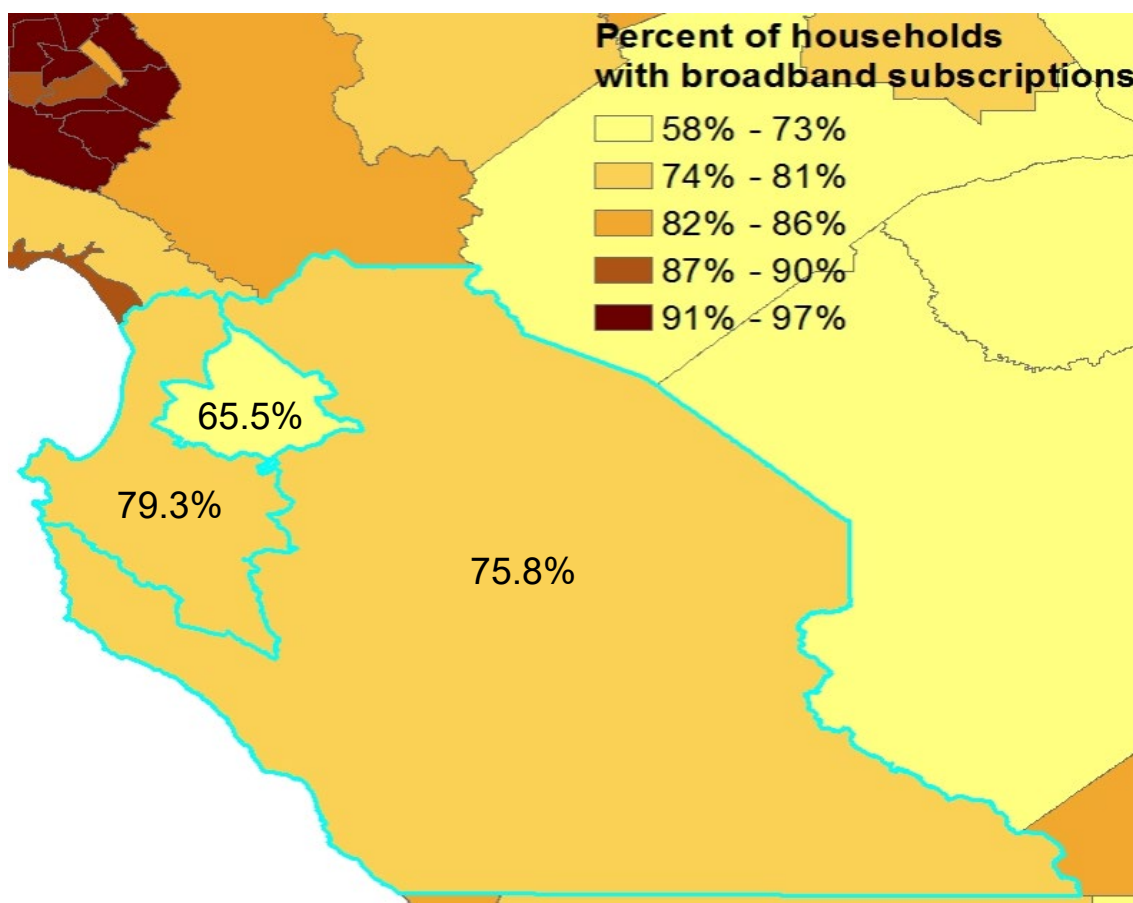 Percent of households
with broadband subscriptions
58% - 73%
74% - 81%
82% - 86%
87% - 90%
91% - 97%
65.5%
79.3%
75.8%